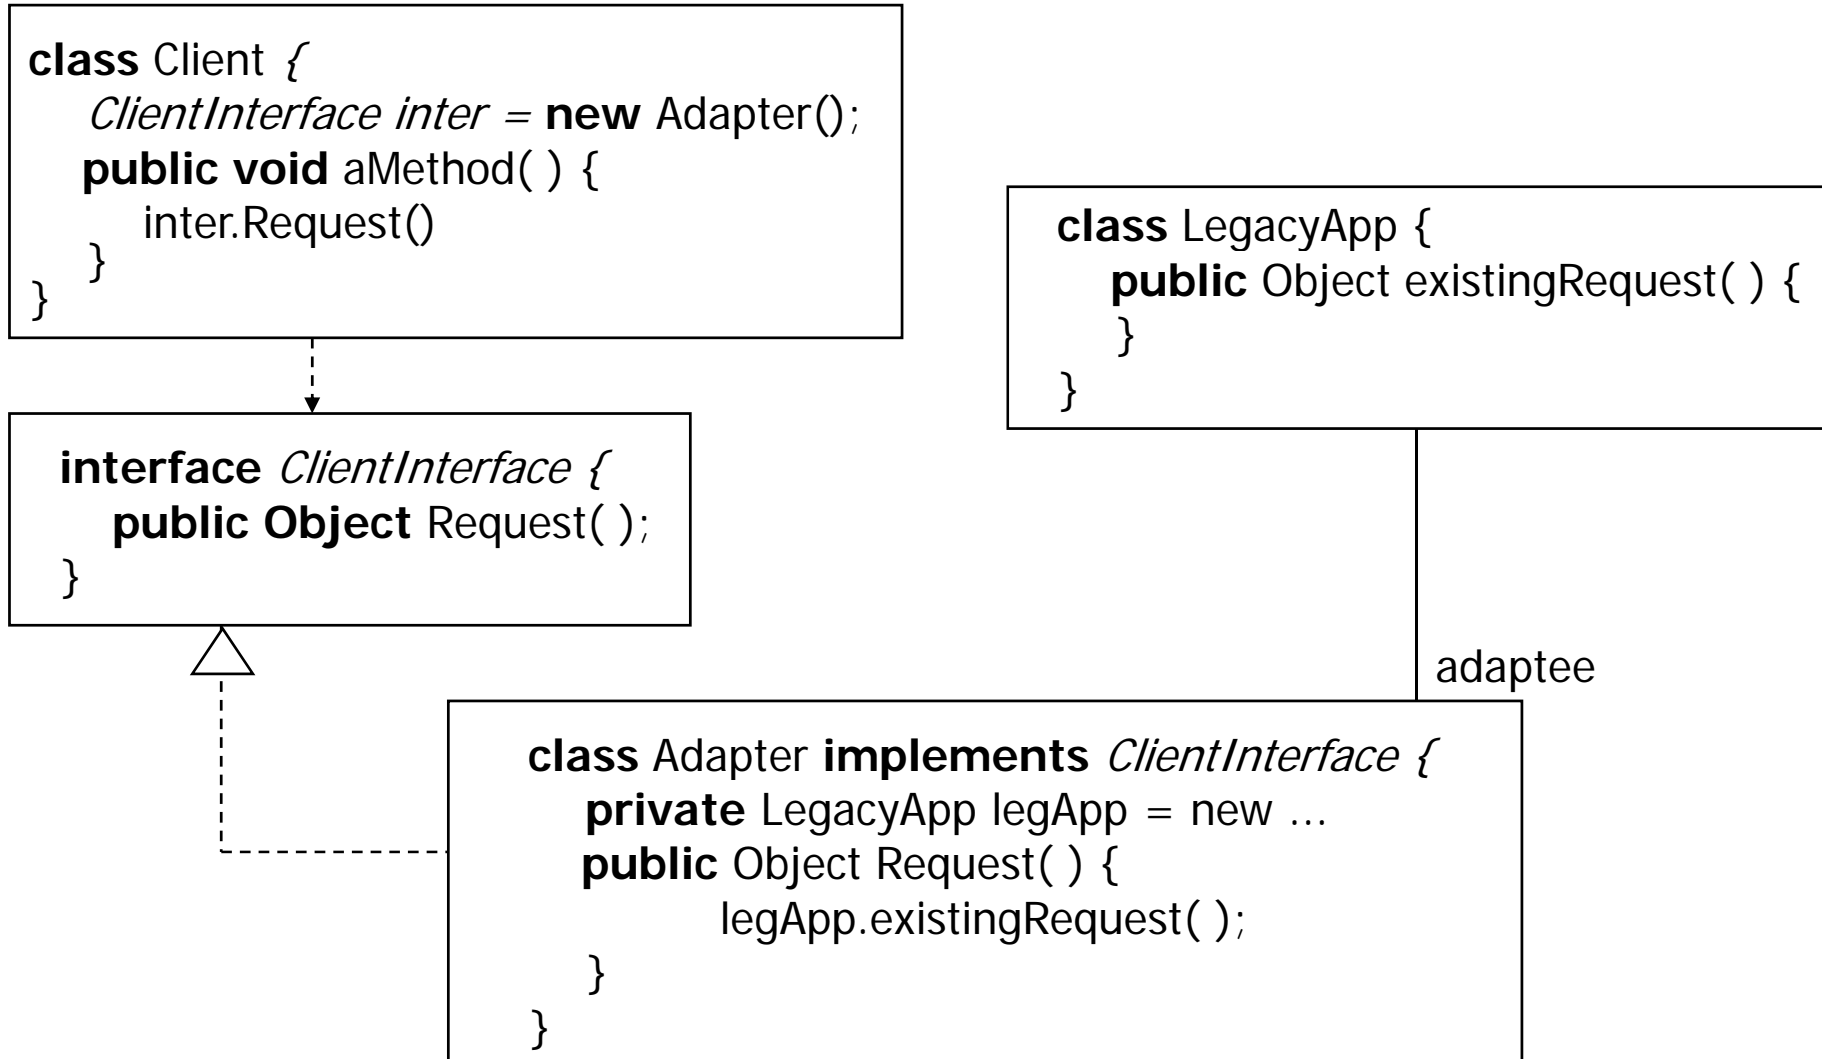 class Client {
ClientInterface inter = new Adapter();
public void aMethod( ) {
inter.Request()
}
}
class LegacyApp {
public Object existingRequest( ) {
}
}
interface ClientInterface {
public Object Request( );
}
adaptee
class Adapter implements ClientInterface {
private LegacyApp legApp = new ...
public Object Request( ) {
legApp.existingRequest( );
}
}